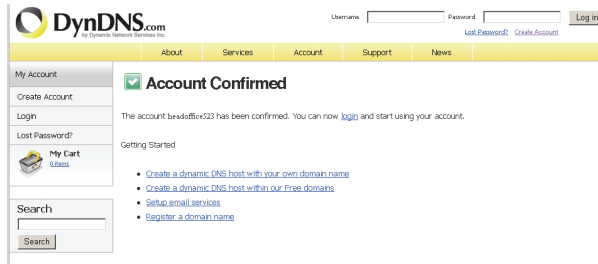 DynDNS.com
by Dynamic Network Services Inc.
Username
Password
Log in
Lost Password? Create Account
About Services Account Support News
My Account
Create Account
Login
Lost Password?
My Cart
0 items
Search
Search
Account Confirmed
The account headoffice523 has been confirmed. You can now login and start using your account.
Getting Started
Create a dynamic DNS host with your own domain name
Create a dynamic DNS host within our Free domains
Setup email services
Register a domain name